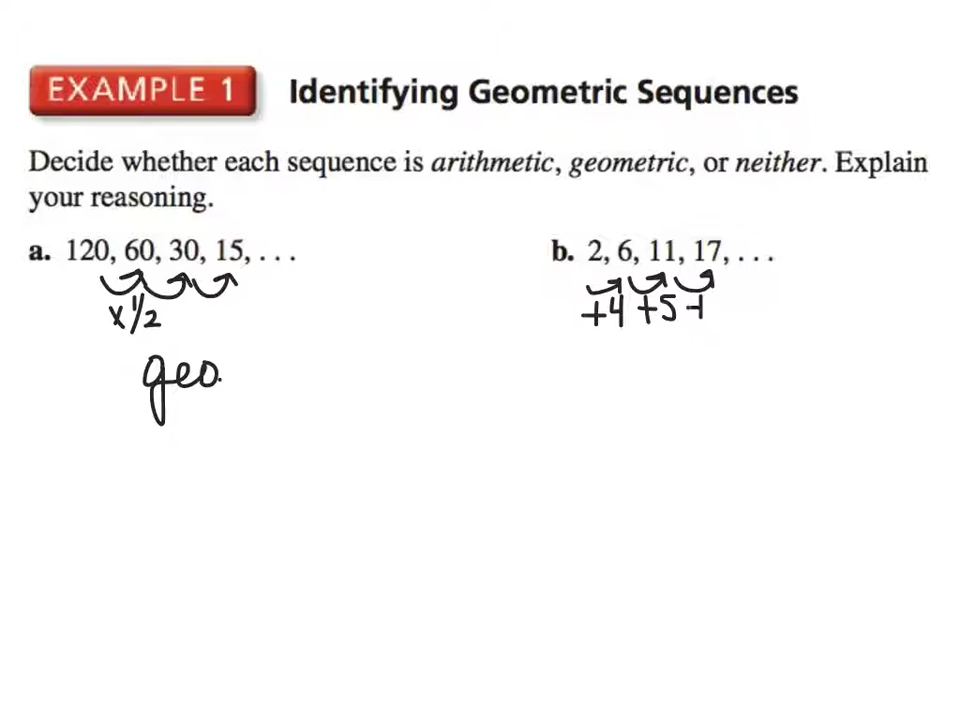 EXAMPLE 1 Identifying Geometric Sequences
Decide whether each sequence is arithmetic, geometric, or neither. Explain
your reasoning.
a. 120, 60, 30, 15, . . . b. 2, 6, 11, 17, . . .
x 1/2 +4 +5 +
geo.